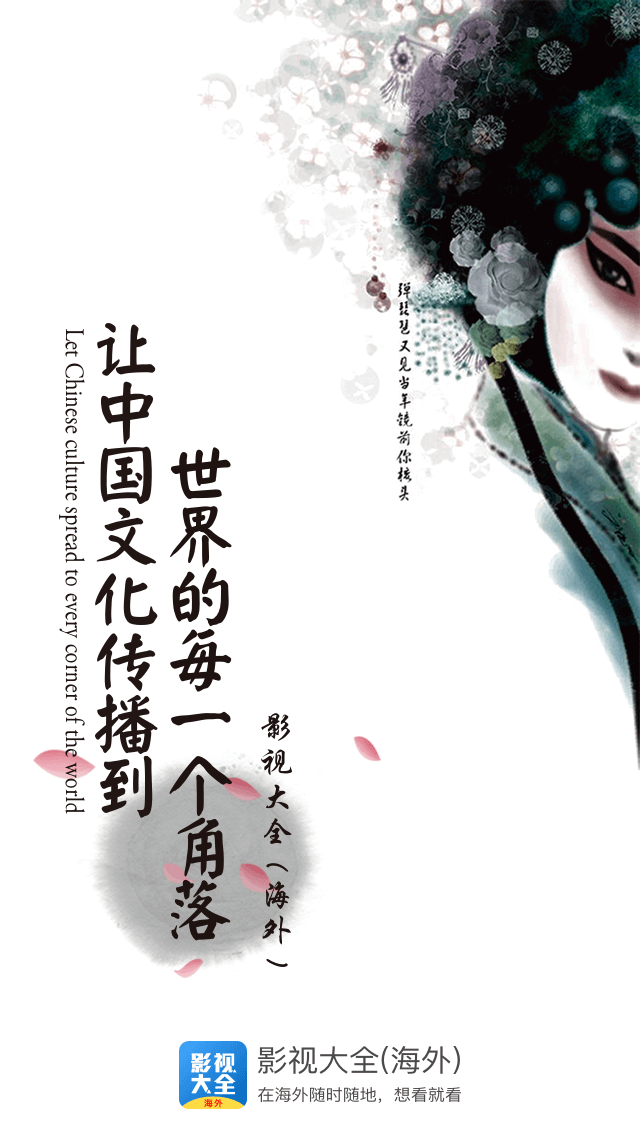 弹琵琶又见当年镜前你梳头
让中国文化传播到
世界的每一个角落
Let Chinese culture spread to every corner of the world
影视大全(海外)
影视
大全
海外
影视大全(海外)
在海外随时随地，想看就看